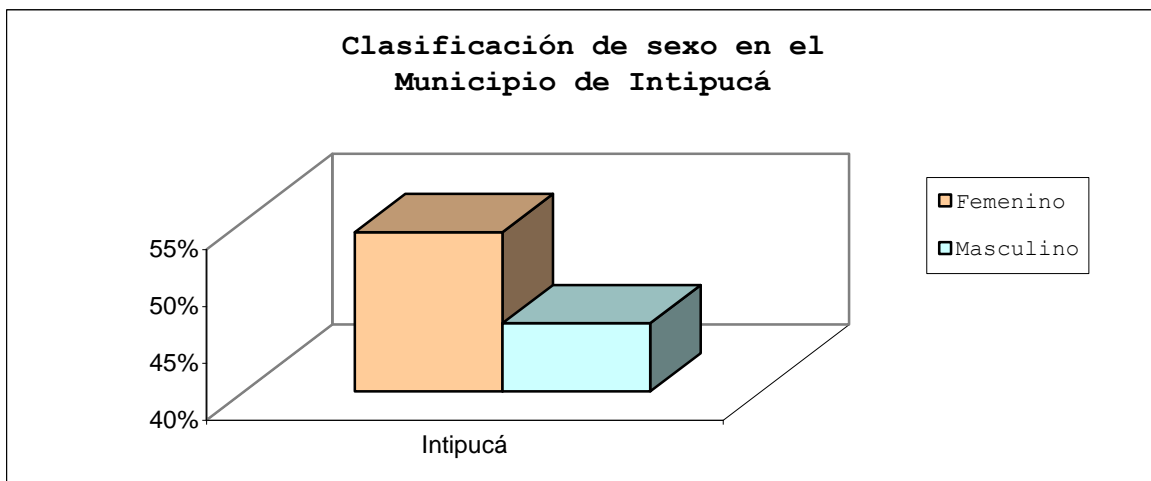 Clasificación de sexo en el
Municipio de Intipucá
Femenino
Masculino
55%
50%
45%
40%
Intipucá